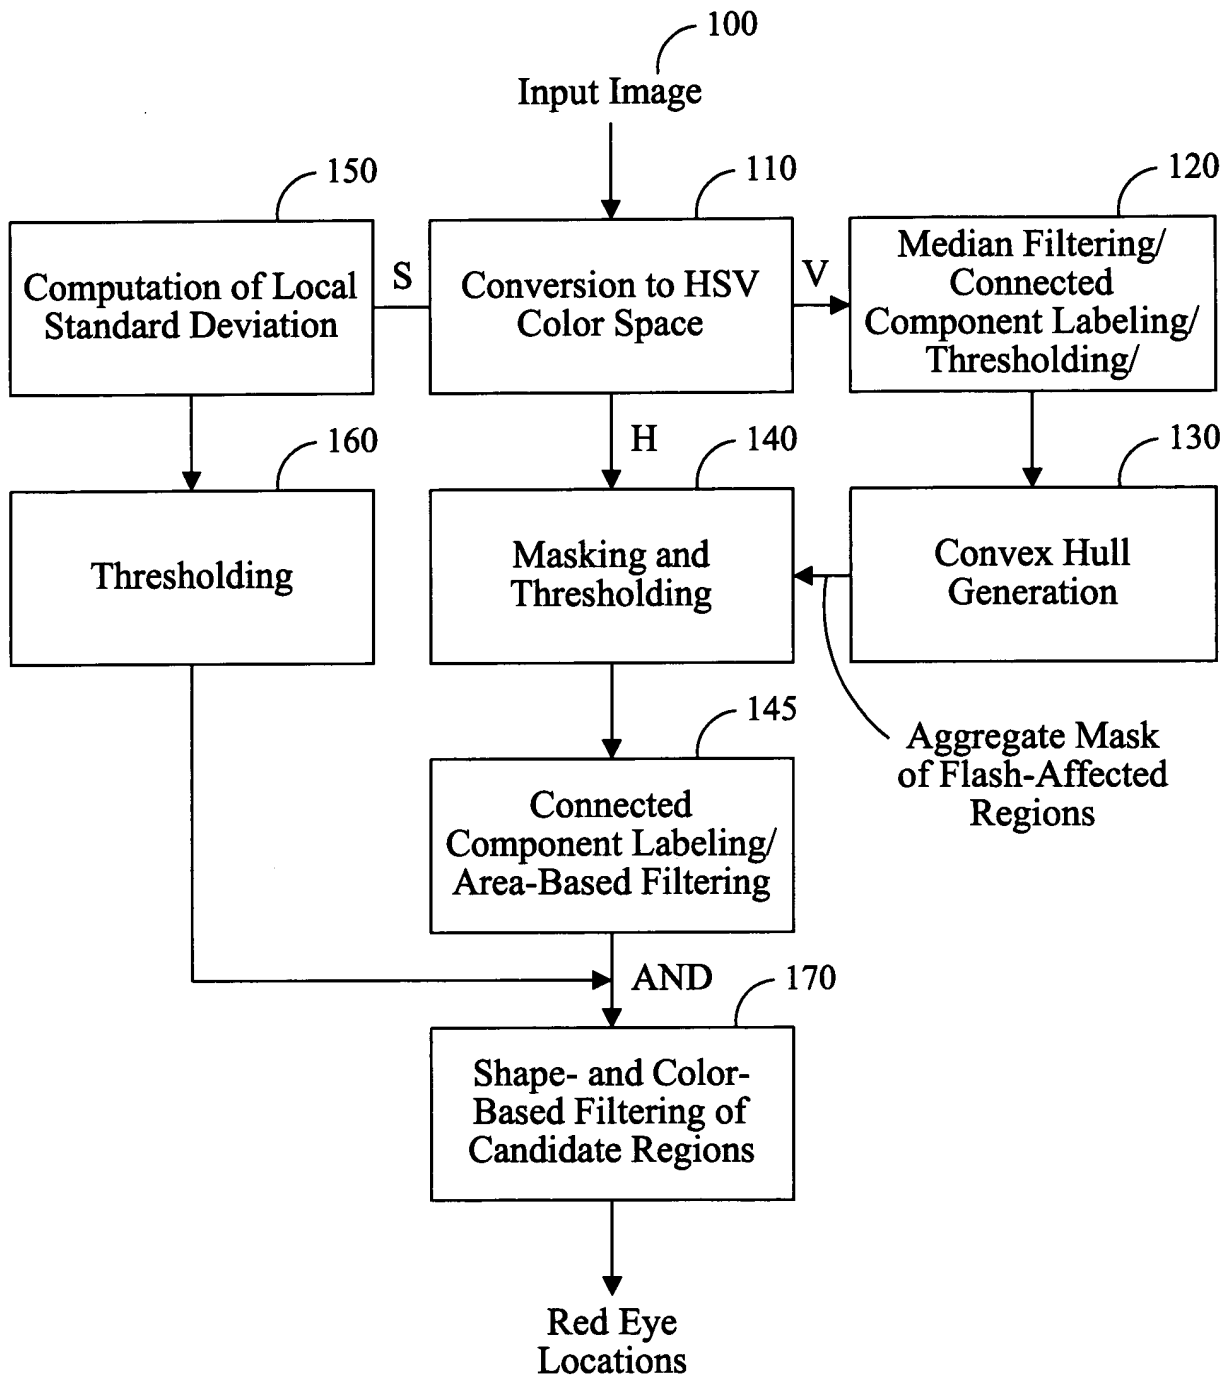 100
Input Image
150
110
120
Computation of Local
Standard Deviation
S
Conversion to HSV
Color Space
V
Median Filtering/
Connected
Component Labeling/
Thresholding/
160
H
140
130
Thresholding
Masking and
Thresholding
Convex Hull
Generation
145
Aggregate Mask
of Flash-Affected
Regions
Connected
Component Labeling/
Area-Based Filtering
AND
170
Shape- and Color-
Based Filtering of
Candidate Regions
Red Eye
Locations